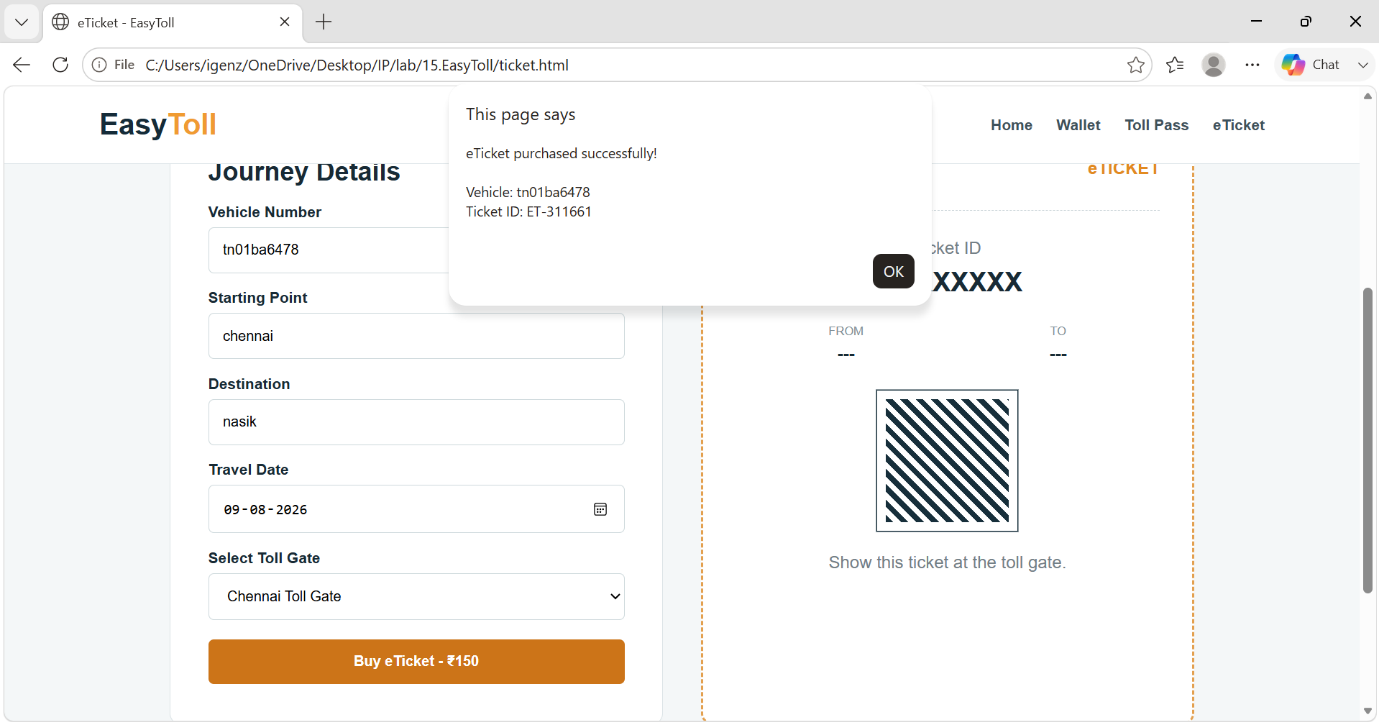 eTicket - EasyToll
File C:/Users/igenz/OneDrive/Desktop/IP/lab/15.EasyToll/ticket.html
Chat
EasyToll
Home Wallet Toll Pass eTicket
This page says
eTicket purchased successfully!
Vehicle: tn01ba6478
Ticket ID: ET-311661
OK
Journey Details
Vehicle Number
tn01ba6478
Starting Point
chennai
Destination
nasik
Travel Date
09-08-2026
Select Toll Gate
Chennai Toll Gate
Buy eTicket - ₹150
eTICKET
cket ID
XXXXX
FROM TO
--- ---
Show this ticket at the toll gate.